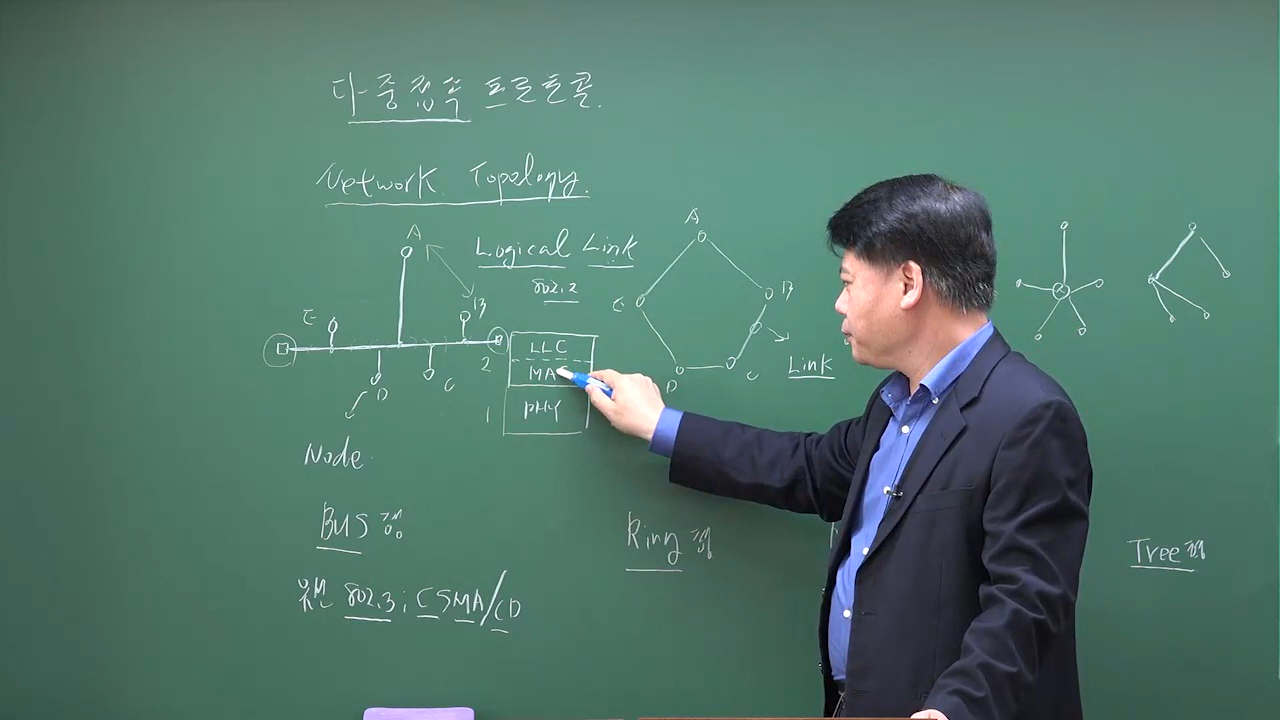 다중접속 프로토콜.
Network Topology.
A
Logical Link
802.2
B
E
D
C
2
LLC
MAC
1
PHY
Node
BUS형
유선 802.3 : CSMA/CD
A
B
E
D
C
Link
Ring형
Tree형